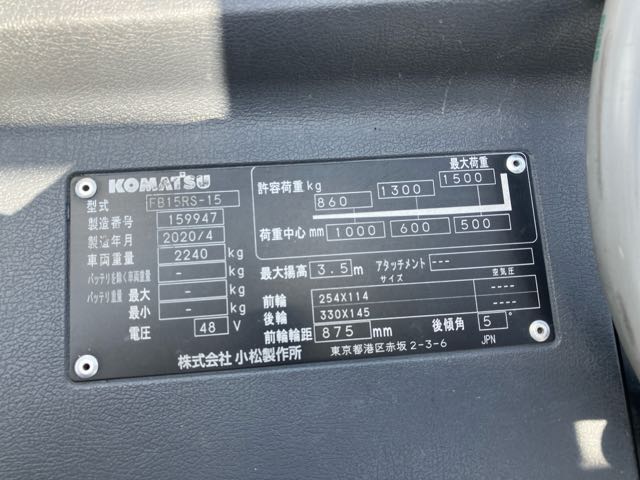 KOMATSU
型式 FB15RS-15
製造番号 159947
製造年月 2020/4
車両重量 2240 kg
バッテリを除く車両重量 - kg
バッテリ重量 最大 - kg
最小 - kg
電圧 48 V
許容荷重 kg 860 1300 最大荷重 1500
荷重中心 mm 1000 600 500
最大揚高 3.5 m アタッチメント ---
サイズ 空気圧
前輪 254X114 ----
後輪 330X145 ----
前輪輪距 875 mm 後傾角 5 °
株式会社 小松製作所 東京都港区赤坂 2-3-6 JPN